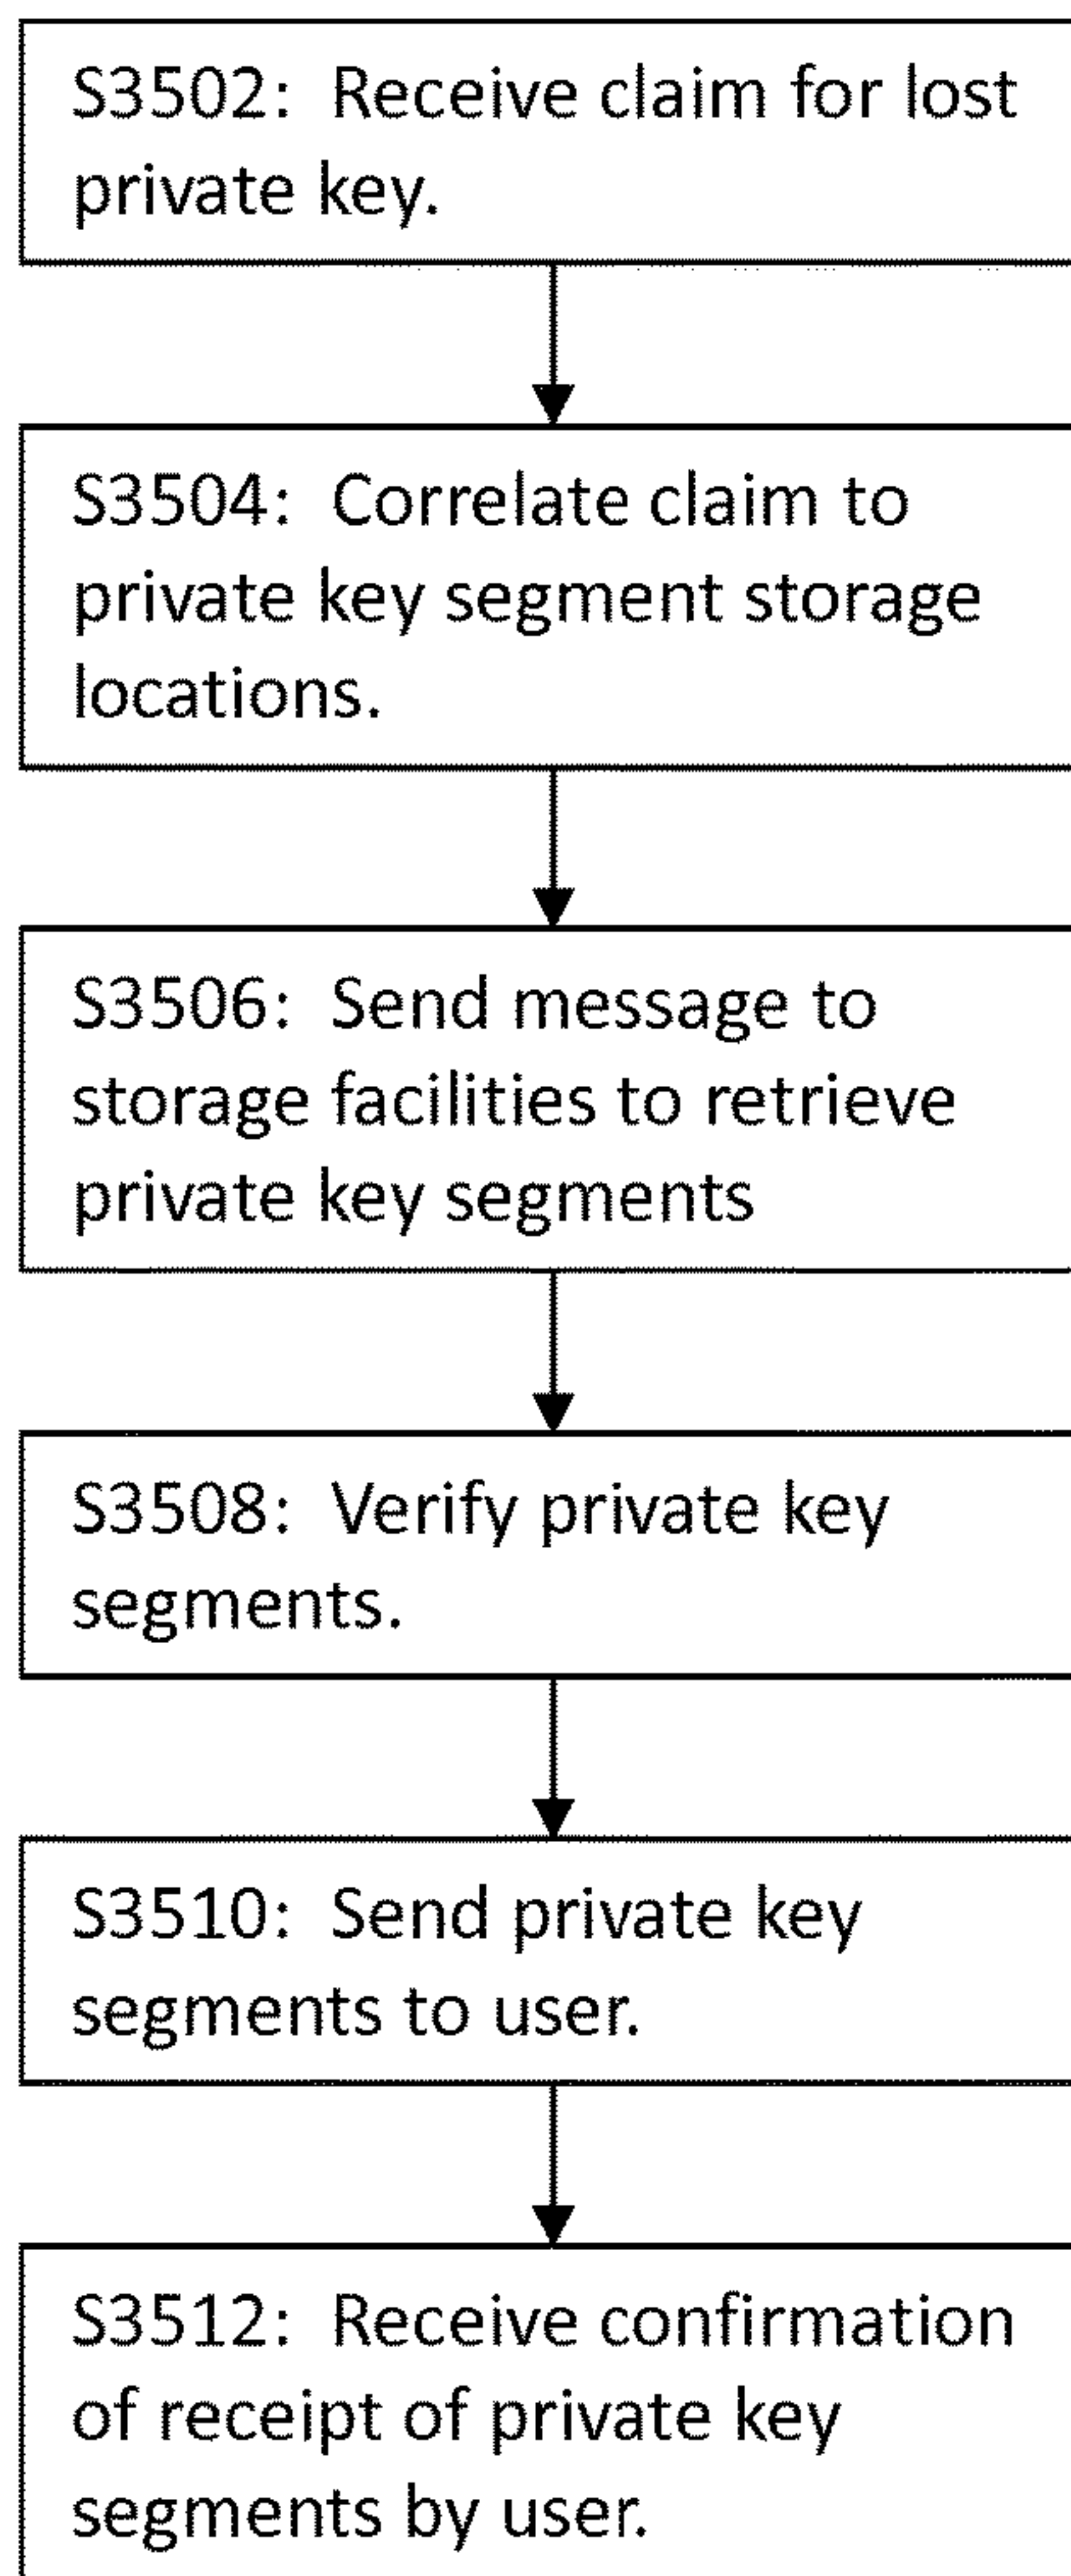 S3502:  Receive claim for lost
private key.
S3504:  Correlate claim to
private key segment storage
locations.
S3506:  Send message to
storage facilities to retrieve
private key segments
S3508:  Verify private key
segments.
S3510:  Send private key
segments to user.
S3512:  Receive confirmation
of receipt of private key
segments by user.